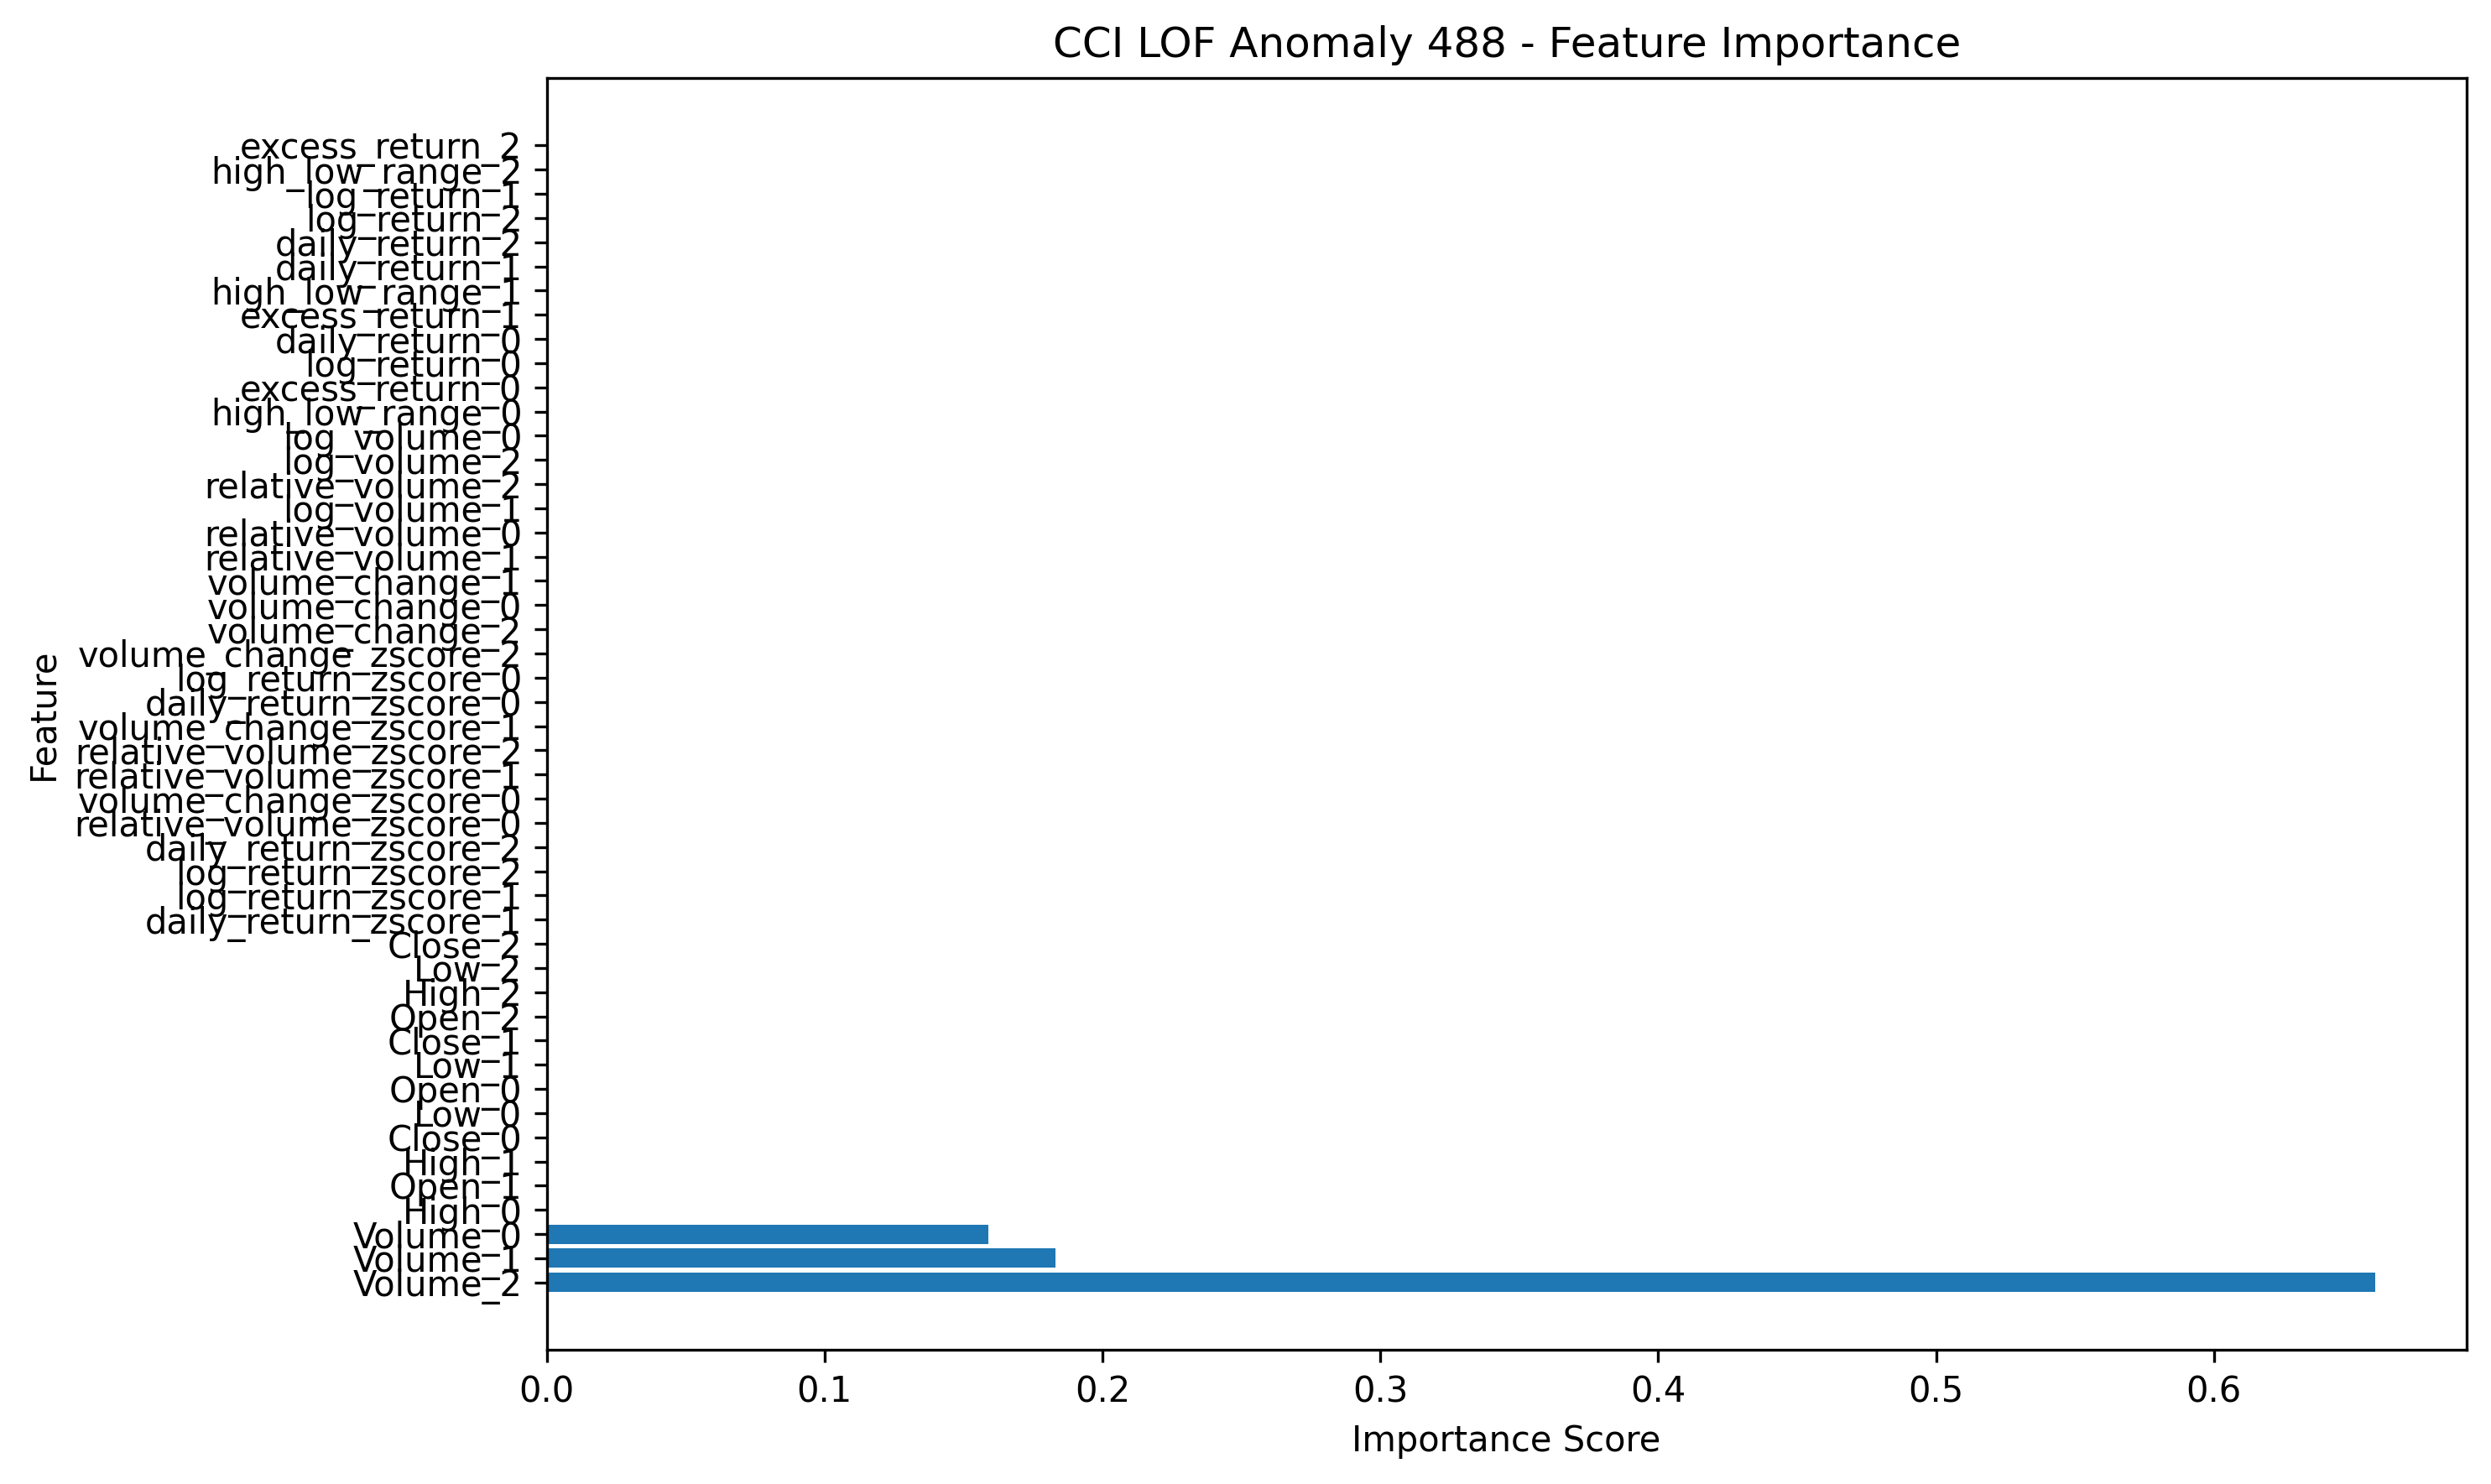 CCI LOF Anomaly 488 - Feature Importance
excess_return_2
high_low_range_2
log_return_1
log_return_2
daily_return_2
daily_return_1
high_low_range_1
excess_return_1
daily_return_0
log_return_0
excess_return_0
high_low_range_0
log_volume_0
log_volume_2
relative_volume_2
log_volume_1
relative_volume_0
relative_volume_1
volume_change_1
volume_change_0
volume_change_2
volume_change_zscore_2
log_return_zscore_0
daily_return_zscore_0
volume_change_zscore_1
relative_volume_zscore_2
relative_volume_zscore_1
volume_change_zscore_0
relative_volume_zscore_0
daily_return_zscore_2
log_return_zscore_2
log_return_zscore_1
daily_return_zscore_1
Close_2
Low_2
High_2
Open_2
Close_1
Low_1
Open_0
Low_0
Close_0
High_1
Open_1
High_0
Volume_0
Volume_1
Volume_2
Feature
0.0 0.1 0.2 0.3 0.4 0.5 0.6
Importance Score